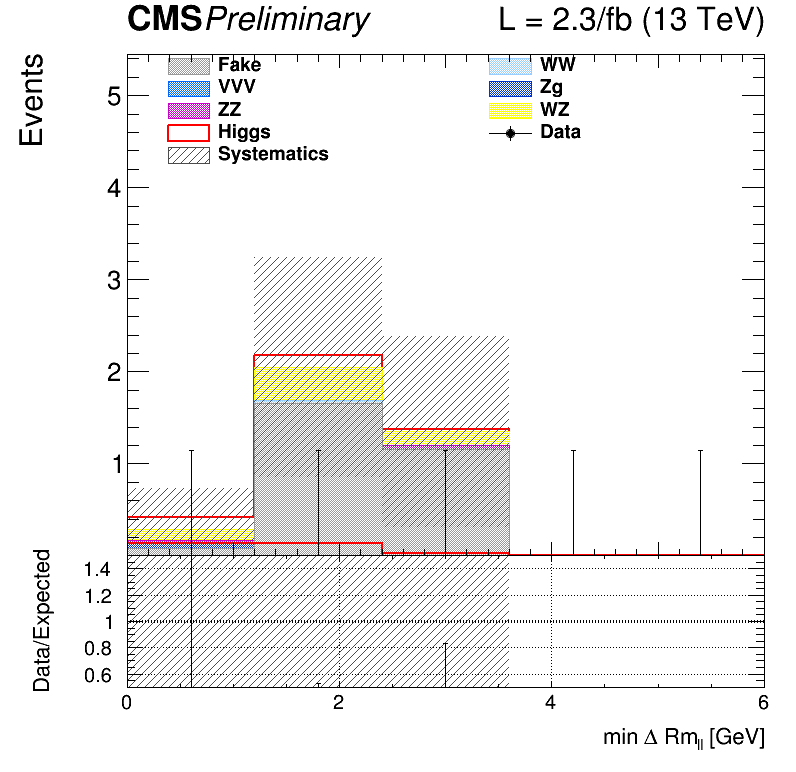 CMSPreliminary L = 2.3/fb (13 TeV)
Events
Fake WW
VVV Zg
ZZ WZ
Higgs Data
Systematics
5
4
3
2
1
Data/Expected
1.4
1.2
1
0.8
0.6
0 2 4 6
min Δ Rm_ll [GeV]